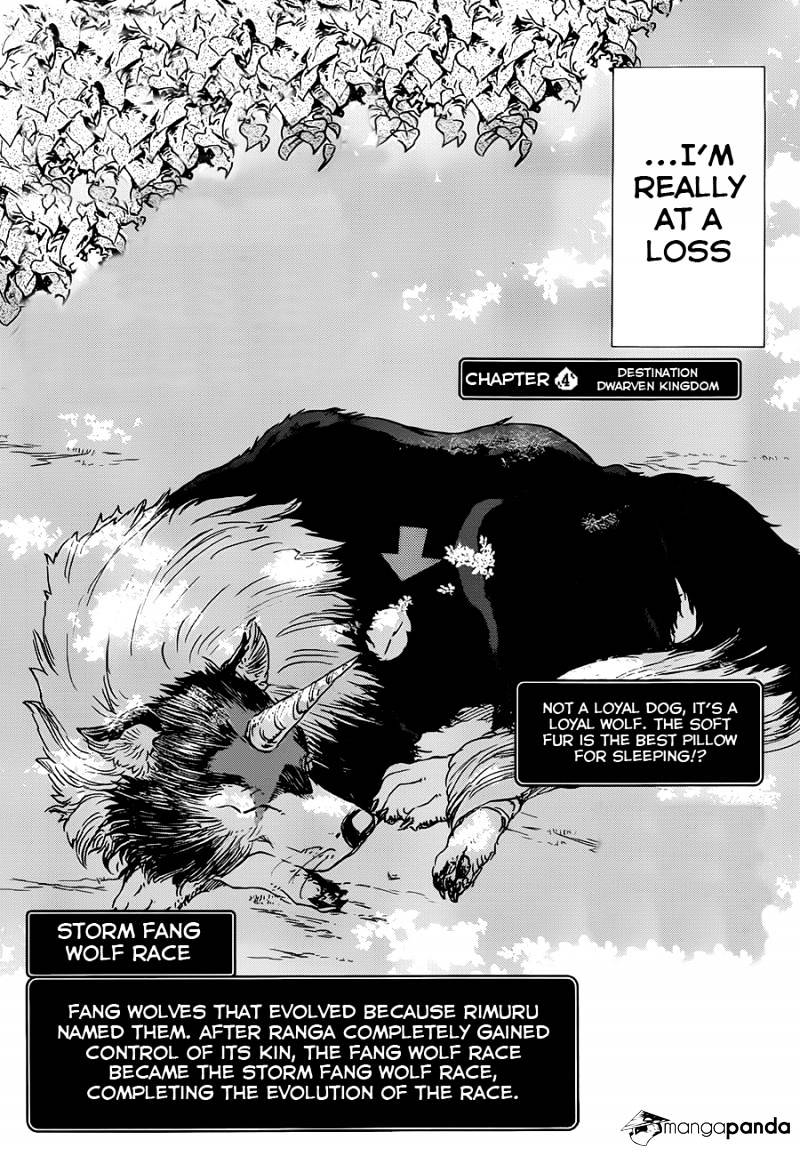 ...I'M
REALLY
AT A
LOSS
CHAPTER 4
DESTINATION
DWARVEN KINGDOM
NOT A LOYAL DOG, IT'S A
LOYAL WOLF. THE SOFT
FUR IS THE BEST PILLOW
FOR SLEEPING!?
STORM FANG
WOLF RACE
FANG WOLVES THAT EVOLVED BECAUSE RIMURU
NAMED THEM. AFTER RANGA COMPLETELY GAINED
CONTROL OF ITS KIN, THE FANG WOLF RACE
BECAME THE STORM FANG WOLF RACE,
COMPLETING THE EVOLUTION OF THE RACE.
mangapanda